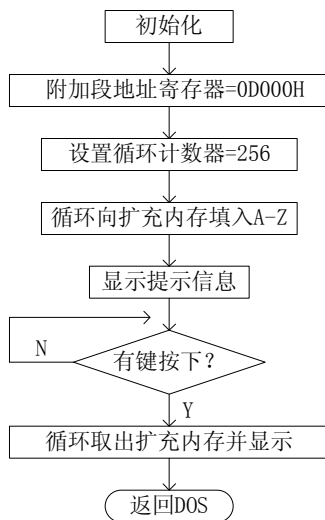 初始化
附加段地址寄存器=0D000H
设置循环计数器=256
循环向扩充内存填入A-Z
显示提示信息
N
有键按下？
Y
循环取出扩充内存并显示
返回DOS